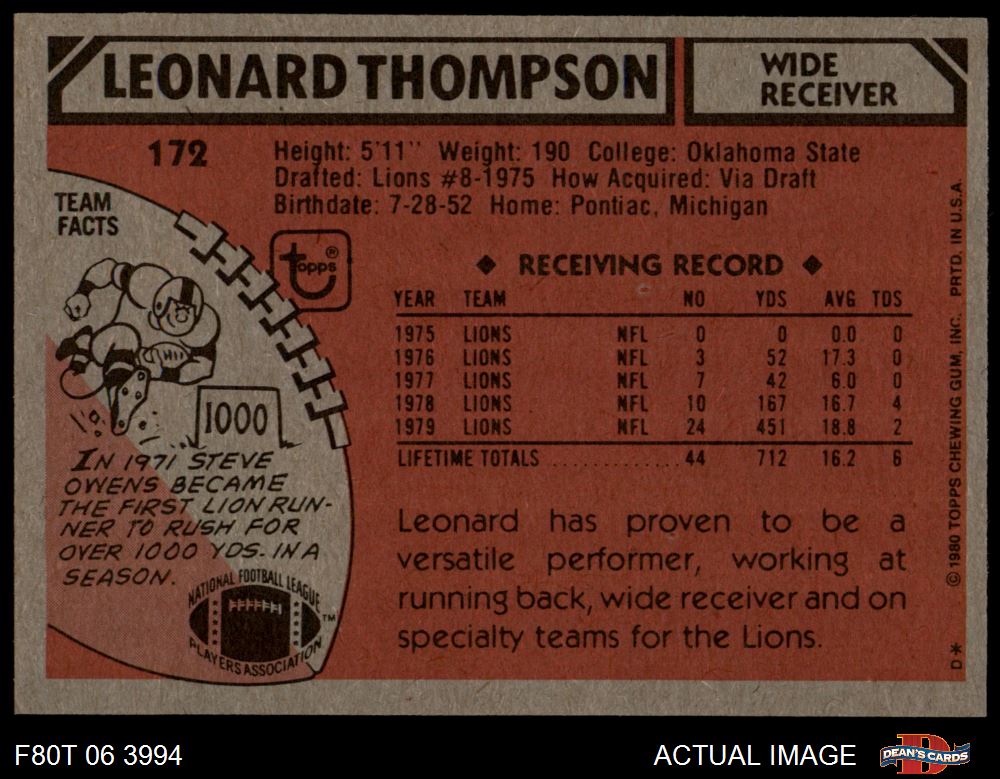 LEONARD THOMPSON
WIDE
RECEIVER
172
Height: 5'11" Weight: 190 College: Oklahoma State
Drafted: Lions #8-1975 How Acquired: Via Draft
Birthdate: 7-28-52 Home: Pontiac, Michigan
TEAM
FACTS
topps®
1000
IN 1971 STEVE
OWENS BECAME
THE FIRST LION RUN-
NER TO RUSH FOR
OVER 1000 YDS. IN A
SEASON.
NATIONAL FOOTBALL LEAGUE
PLAYERS ASSOCIATION
TM
◆ RECEIVING RECORD ◆
YEAR TEAM NO YDS AVG TDS
1975 LIONS NFL 0 0 0.0 0
1976 LIONS NFL 3 52 17.3 0
1977 LIONS NFL 7 42 6.0 0
1978 LIONS NFL 10 167 16.7 4
1979 LIONS NFL 24 451 18.8 2
LIFETIME TOTALS ............. 44 712 16.2 6
Leonard has proven to be a
versatile performer, working at
running back, wide receiver and on
specialty teams for the Lions.
© 1980 TOPPS CHEWING GUM, INC. PRTD. IN U.S.A.
D*
F80T 06 3994
ACTUAL IMAGE
DEAN'S CARDS